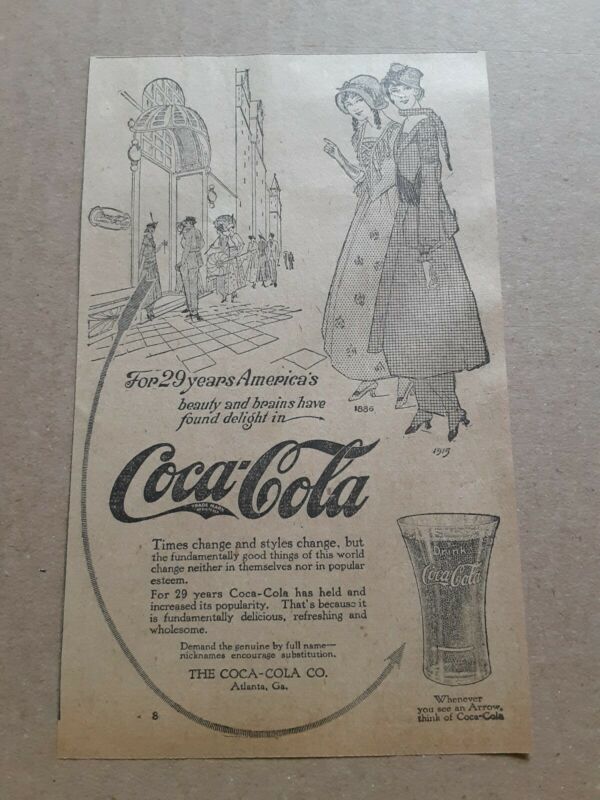 For 29 years America's
beauty and brains have
found delight in
1886
1915
Coca-Cola
TRADE MARK
Times change and styles change, but
the fundamentally good things of this world
change neither in themselves nor in popular
esteem.
For 29 years Coca-Cola has held and
increased its popularity. That's because it
is fundamentally delicious, refreshing and
wholesome.
Demand the genuine by full name—
nicknames encourage substitution.
THE COCA-COLA CO.
Atlanta, Ga.
8
Drink
Coca-Cola
Whenever
you see an Arrow,
think of Coca-Cola